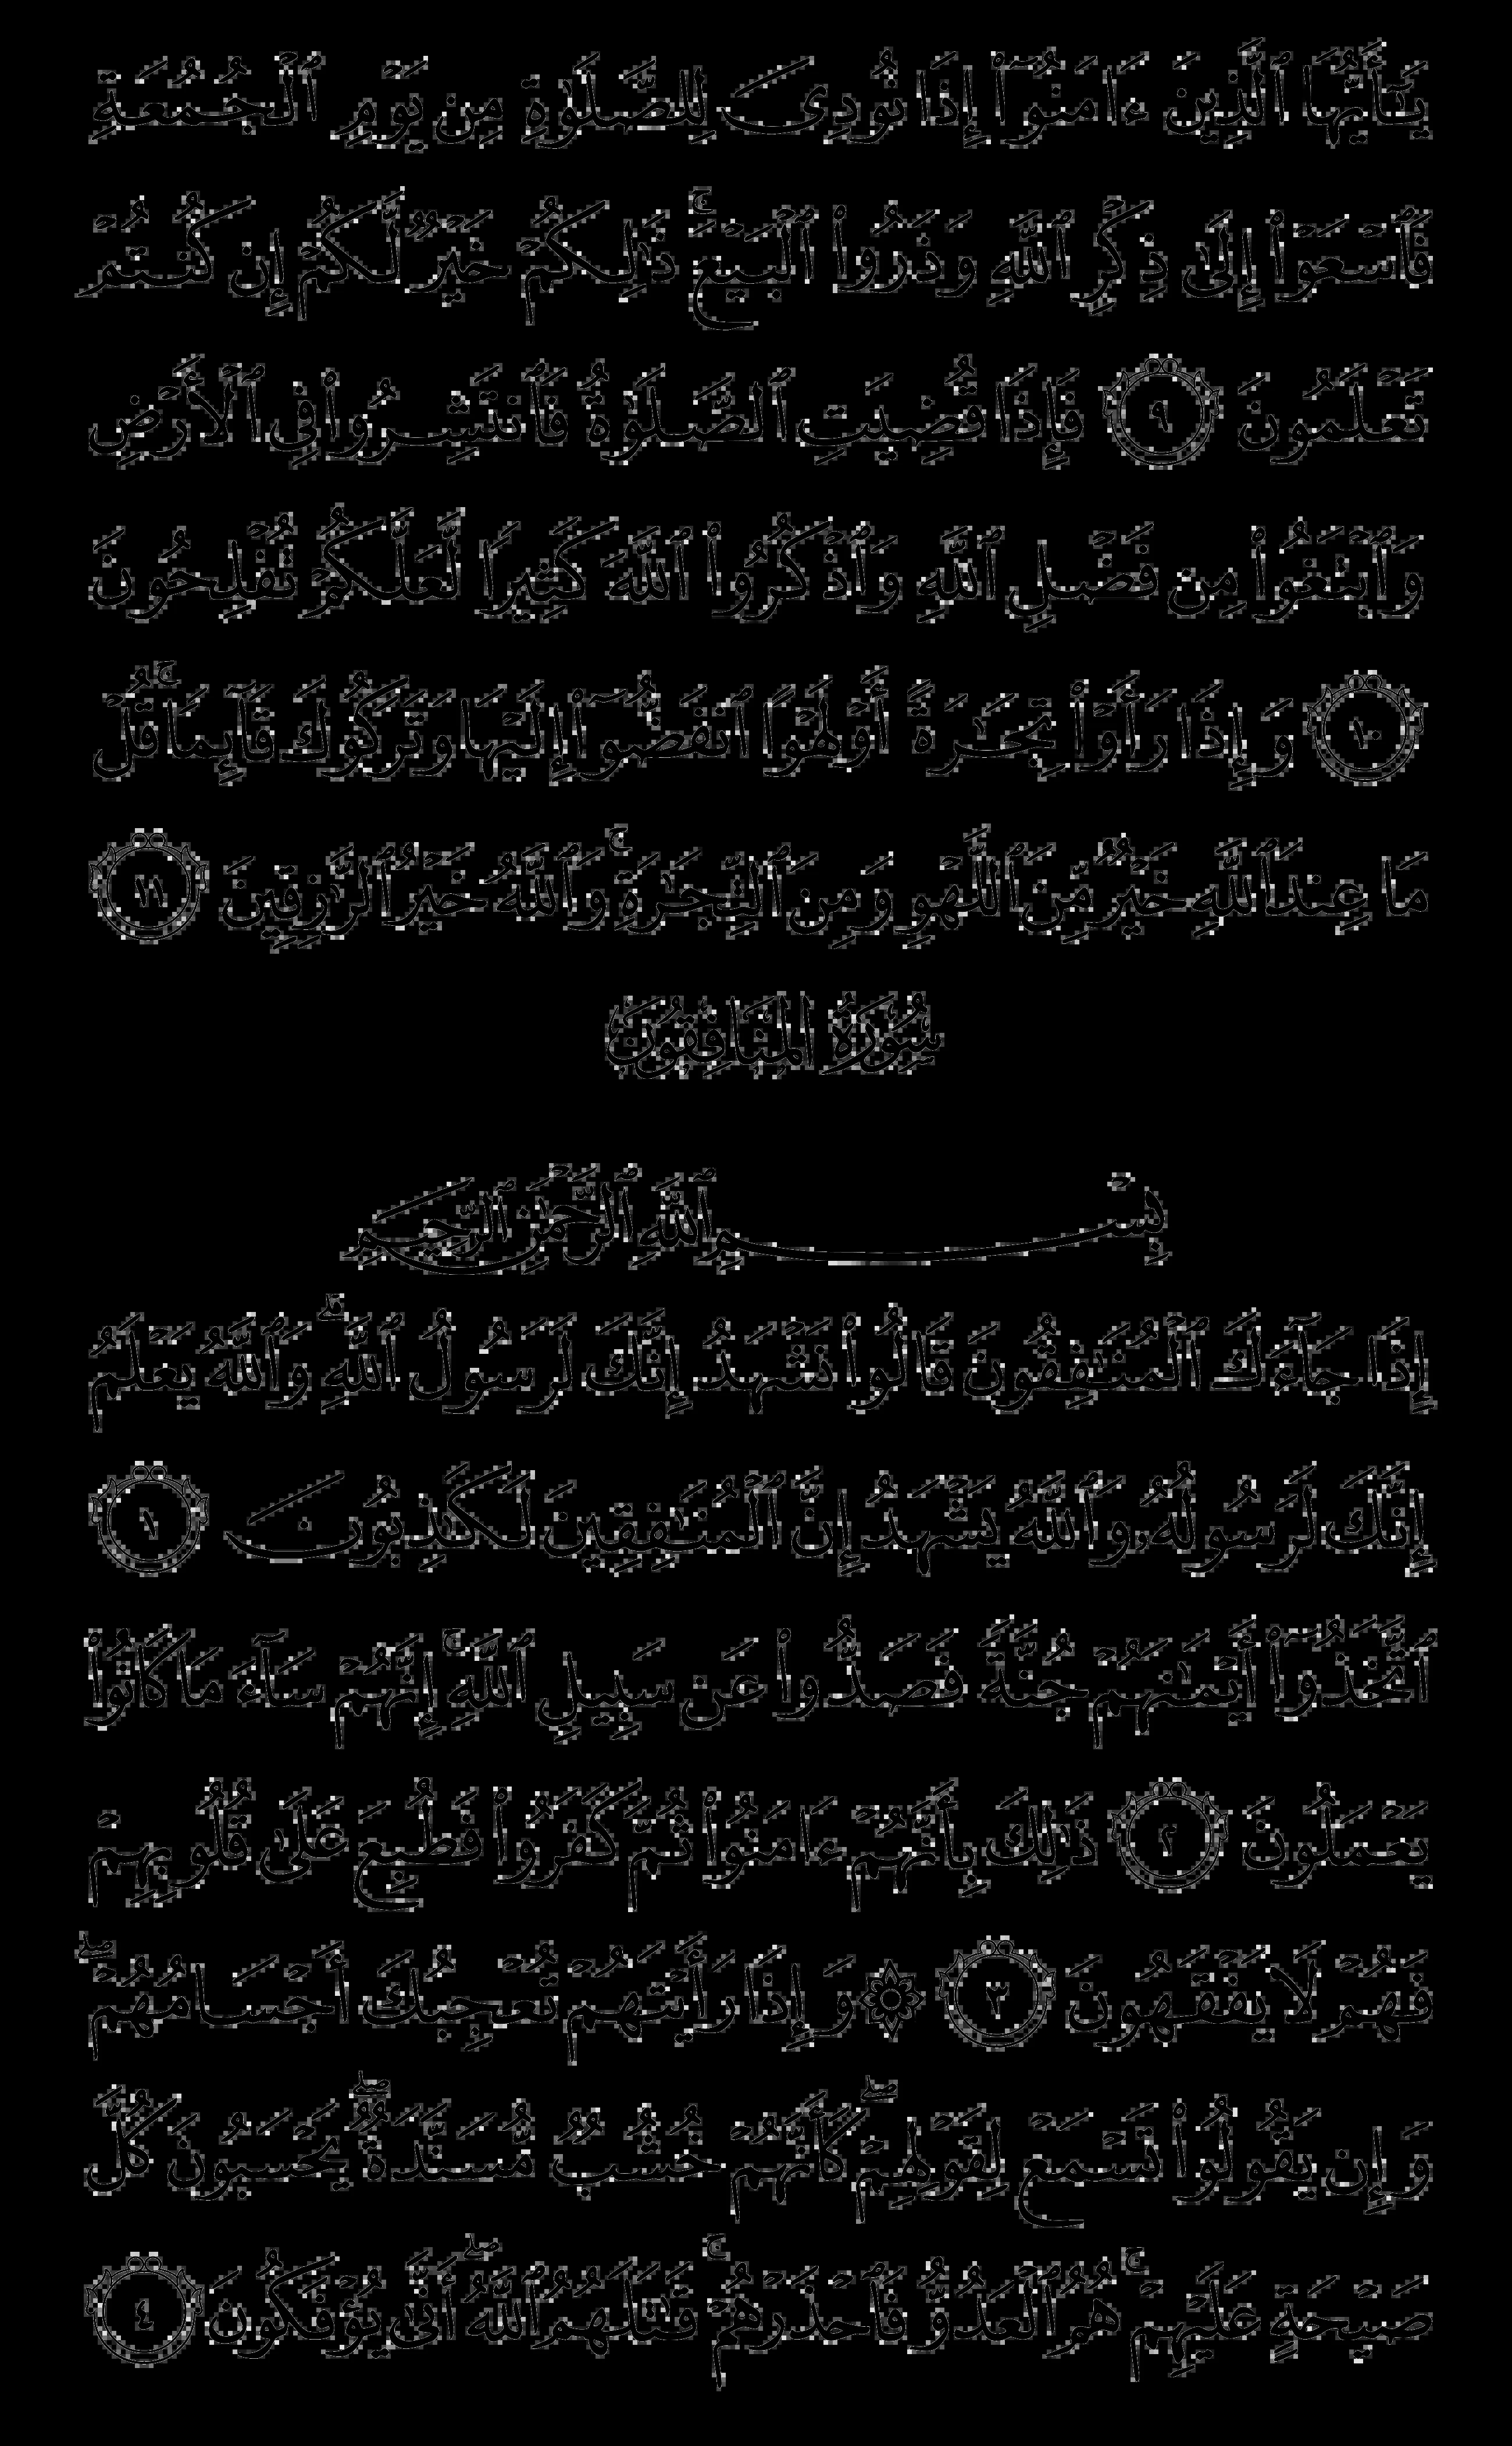 يَٰٓأَيُّهَا ٱلَّذِينَ ءَامَنُوٓا۟ إِذَا نُودِىَ لِلصَّلَوٰةِ مِن يَوْمِ ٱلْجُمُعَةِ
فَٱسْعَوْا۟ إِلَىٰ ذِكْرِ ٱللَّهِ وَذَرُوا۟ ٱلْبَيْعَ ۚ ذَٰلِكُمْ خَيْرٌ لَّكُمْ إِن كُنتُمْ
تَعْلَمُونَ ٩ فَإِذَا قُضِيَتِ ٱلصَّلَوٰةُ فَٱنتَشِرُوا۟ فِى ٱلْأَرْضِ
وَٱبْتَغُوا۟ مِن فَضْلِ ٱللَّهِ وَٱذْكُرُوا۟ ٱللَّهَ كَثِيرًا لَّعَلَّكُمْ تُفْلِحُونَ
١٠ وَإِذَا رَأَوْا۟ تِجَٰرَةً أَوْ لَهْوًا ٱنفَضُّوٓا۟ إِلَيْهَا وَتَرَكُوكَ قَآئِمًا ۚ قُلْ
مَا عِندَ ٱللَّهِ خَيْرٌ مِّنَ ٱللَّهْوِ وَمِنَ ٱلتِّجَٰرَةِ ۚ وَٱللَّهُ خَيْرُ ٱلرَّٰزِقِينَ ١١
سُورَةُ المُنَافِقُونَ
بِسْمِ ٱللَّهِ ٱلرَّحْمَٰنِ ٱلرَّحِيمِ
إِذَا جَآءَكَ ٱلْمُنَٰفِقُونَ قَالُوا۟ نَشْهَدُ إِنَّكَ لَرَسُولُ ٱللَّهِ ۗ وَٱللَّهُ يَعْلَمُ
إِنَّكَ لَرَسُولُهُۥ وَٱللَّهُ يَشْهَدُ إِنَّ ٱلْمُنَٰفِقِينَ لَكَٰذِبُونَ ١
ٱتَّخَذُوٓا۟ أَيْمَٰنَهُمْ جُنَّةً فَصَدُّوا۟ عَن سَبِيلِ ٱللَّهِ ۚ إِنَّهُمْ سَآءَ مَا كَانُوا۟
يَعْمَلُونَ ٢ ذَٰلِكَ بِأَنَّهُمْ ءَامَنُوا۟ ثُمَّ كَفَرُوا۟ فَطُبِعَ عَلَىٰ قُلُوبِهِمْ
فَهُمْ لَا يَفْقَهُونَ ٣ ۞ وَإِذَا رَأَيْتَهُمْ تُعْجِبُكَ أَجْسَامُهُمْ ۖ
وَإِن يَقُولُوا۟ تَسْمَعْ لِقَوْلِهِمْ ۖ كَأَنَّهُمْ خُشُبٌ مُّسَنَّدَةٌ ۖ يَحْسَبُونَ كُلَّ
صَيْحَةٍ عَلَيْهِمْ ۚ هُمُ ٱلْعَدُوُّ فَٱحْذَرْهُمْ ۚ قَٰتَلَهُمُ ٱللَّهُ ۖ أَنَّىٰ يُؤْفَكُونَ ٤